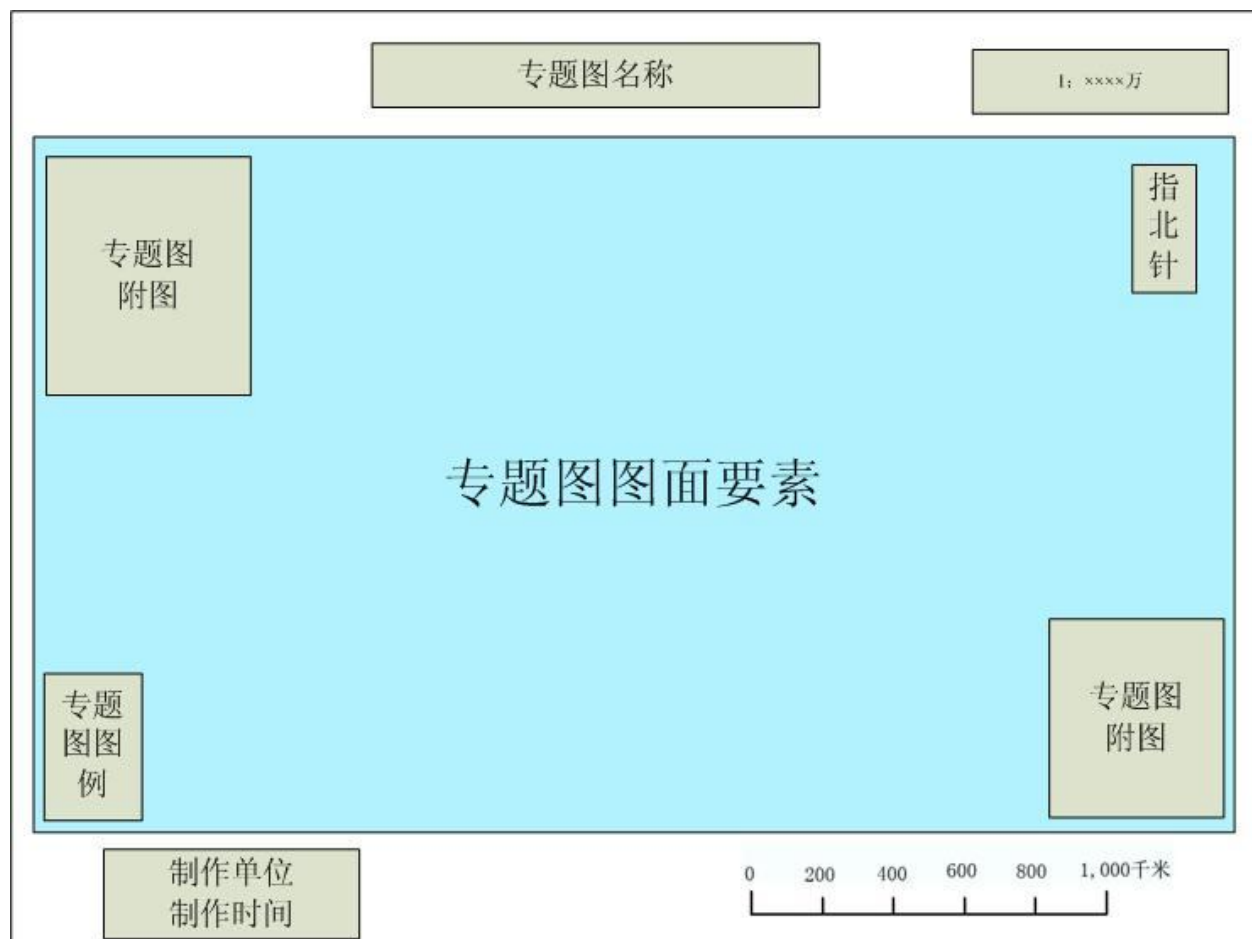 专题图名称
1：××××万
专题图
附图
指
北
针
专题图图面要素
专题
图图
例
专题图
附图
制作单位
制作时间
0 200 400 600 800 1,000千米